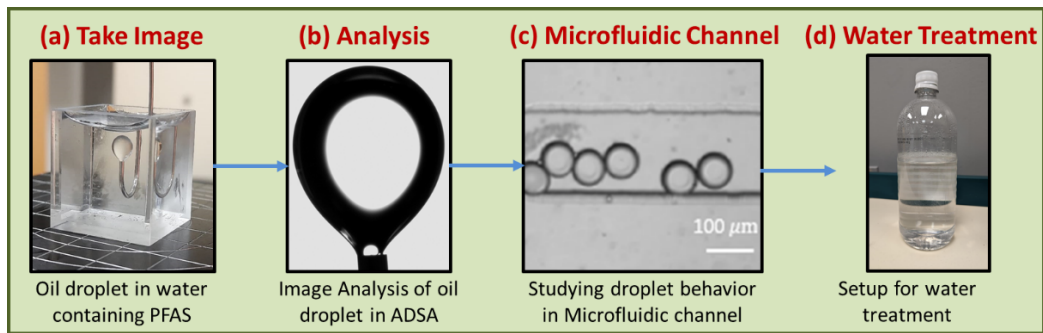 (a) Take Image
(b) Analysis
(c) Microfluidic Channel
(d) Water Treatment
100 μm
Oil droplet in water
containing PFAS
Image Analysis of oil
droplet in ADSA
Studying droplet behavior
in Microfluidic channel
Setup for water
treatment